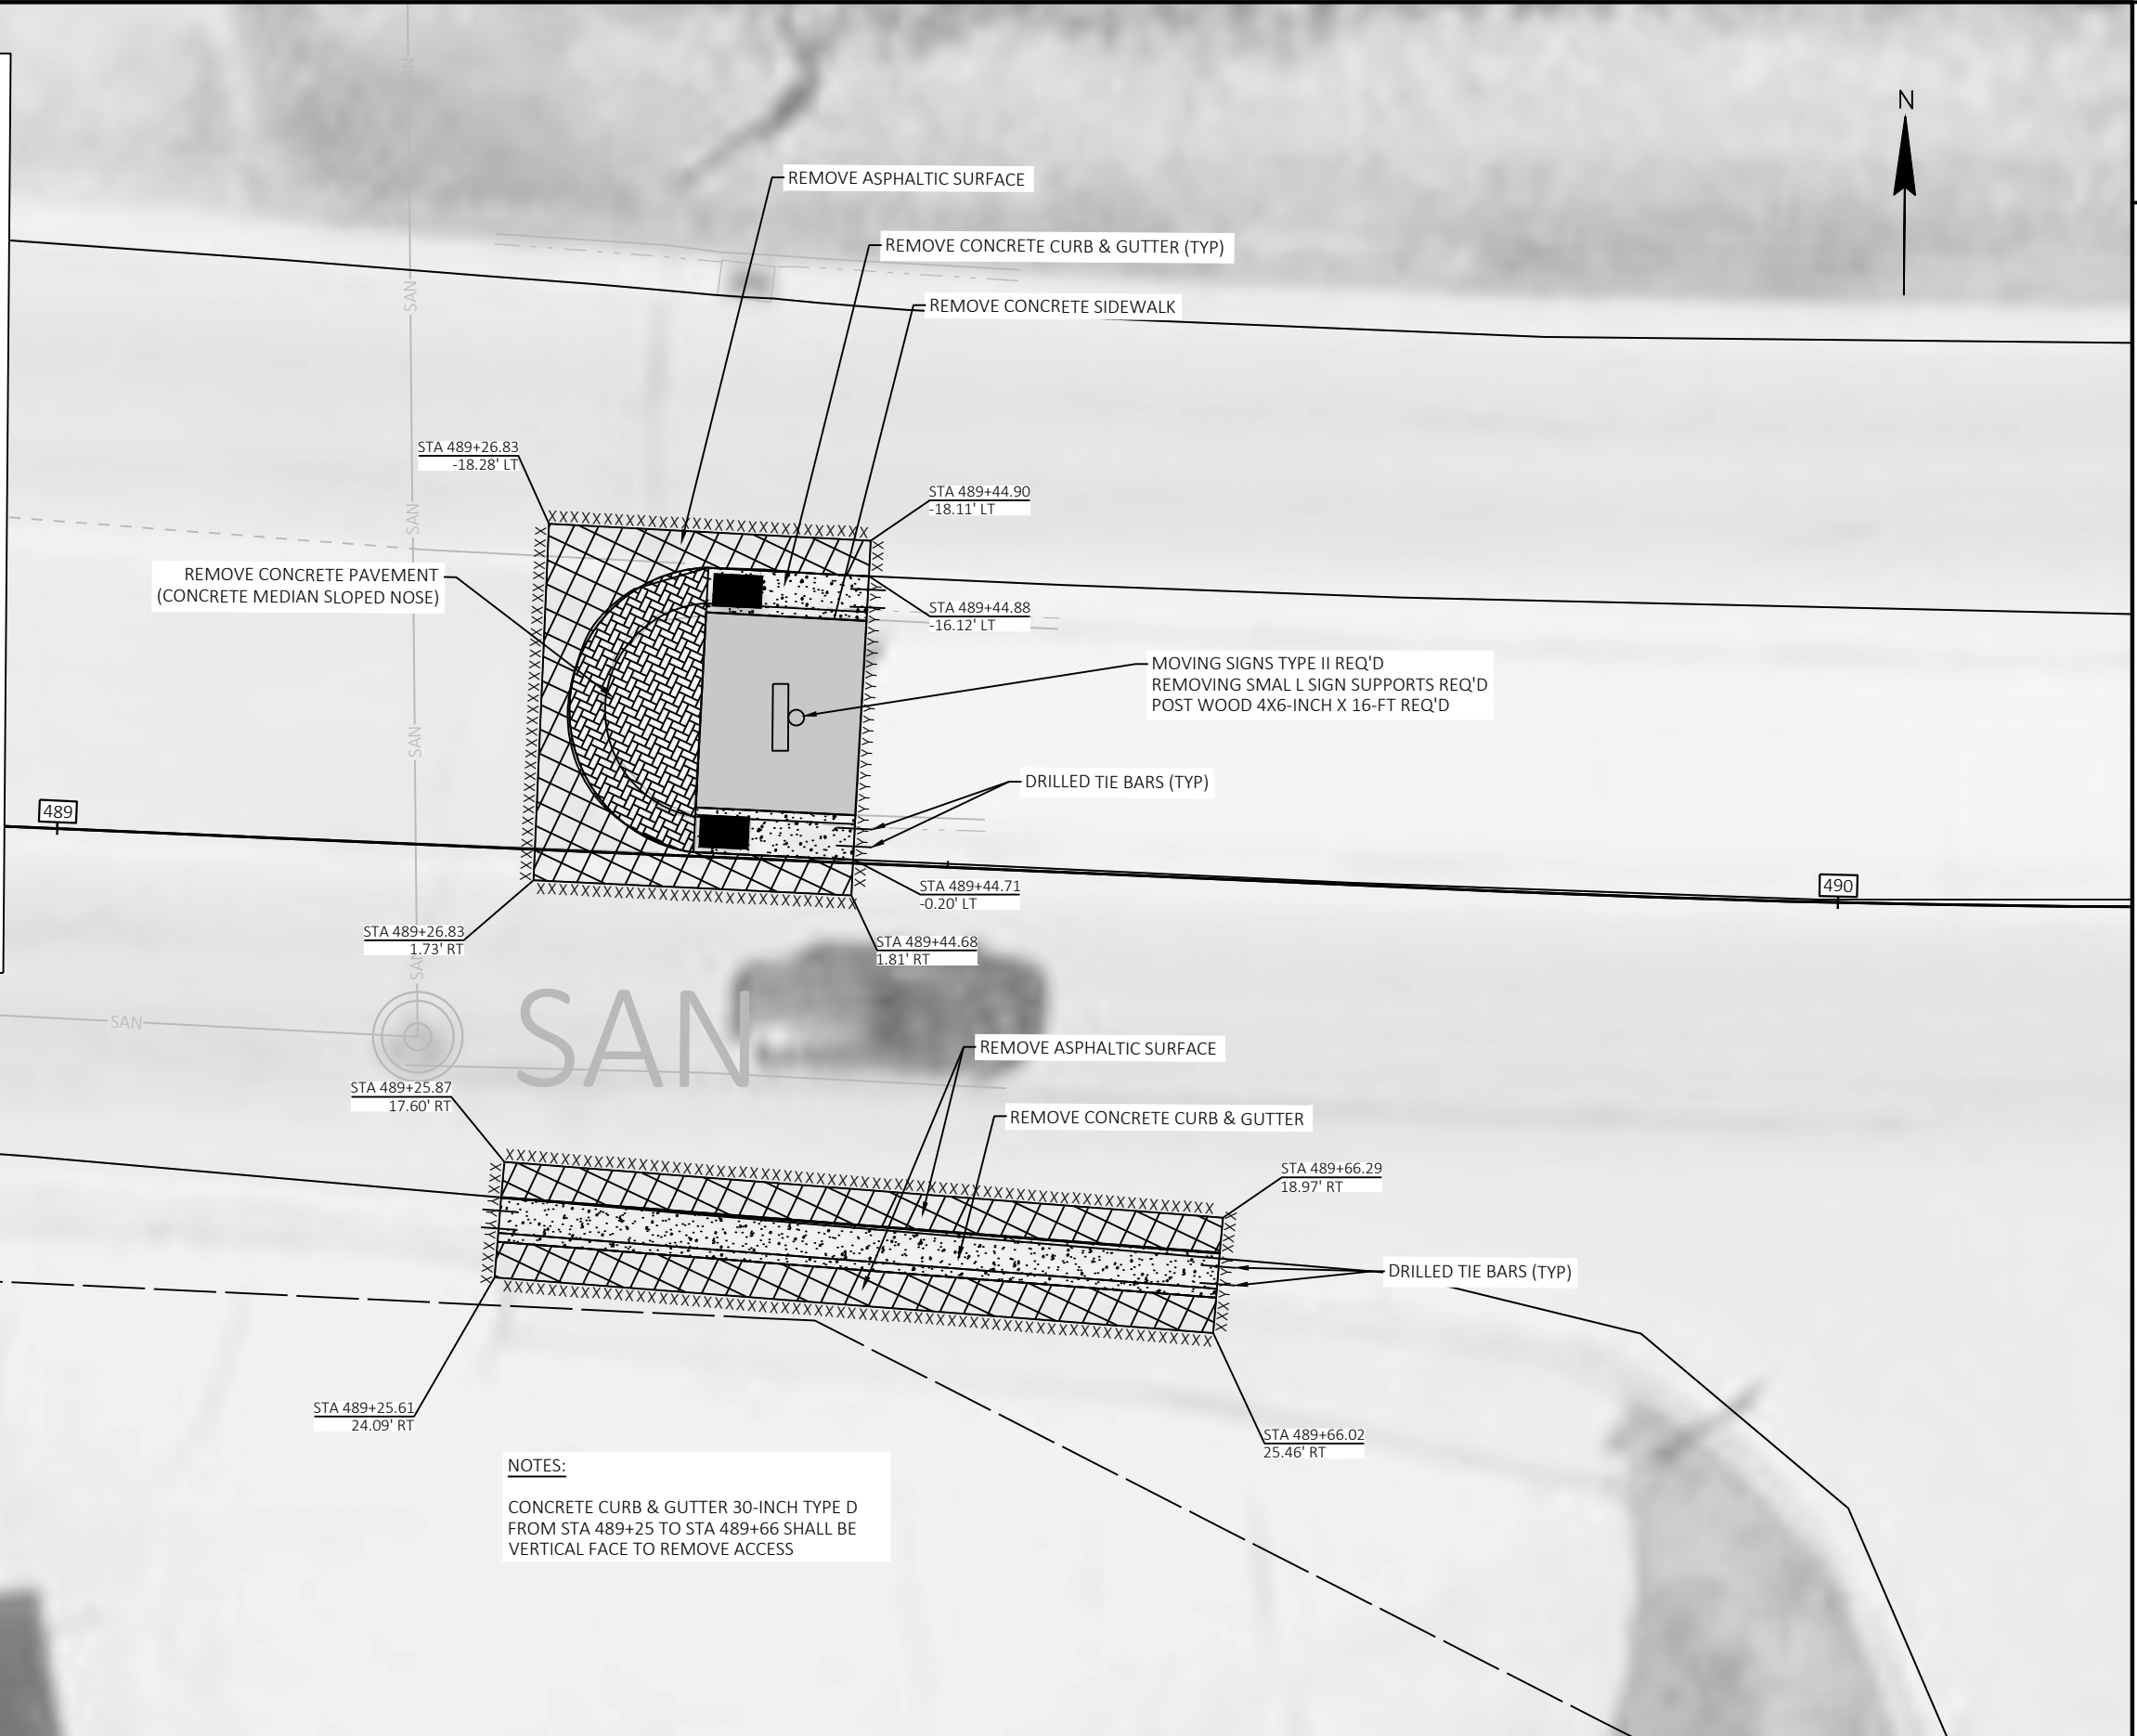 N
SAN
REMOVE ASPHALTIC SURFACE
REMOVE CONCRETE CURB & GUTTER (TYP)
SAN
REMOVE CONCRETE SIDEWALK
STA 489+26.83
-18.28' LT
STA 489+44.90
-18.11' LT
SAN
REMOVE CONCRETE PAVEMENT
(CONCRETE MEDIAN SLOPED NOSE)
STA 489+44.88
-16.12' LT
MOVING SIGNS TYPE II REQ'D
REMOVING SMAL L SIGN SUPPORTS REQ'D
POST WOOD 4X6-INCH X 16-FT REQ'D
SAN
DRILLED TIE BARS (TYP)
489
490
STA 489+44.71
-0.20' LT
STA 489+26.83
1.73' RT
STA 489+44.68
1.81' RT
SAN
SAN
SAN
REMOVE ASPHALTIC SURFACE
STA 489+25.87
17.60' RT
REMOVE CONCRETE CURB & GUTTER
STA 489+66.29
18.97' RT
DRILLED TIE BARS (TYP)
STA 489+25.61
24.09' RT
STA 489+66.02
25.46' RT
NOTES:
CONCRETE CURB & GUTTER 30-INCH TYPE D
FROM STA 489+25 TO STA 489+66 SHALL BE
VERTICAL FACE TO REMOVE ACCESS